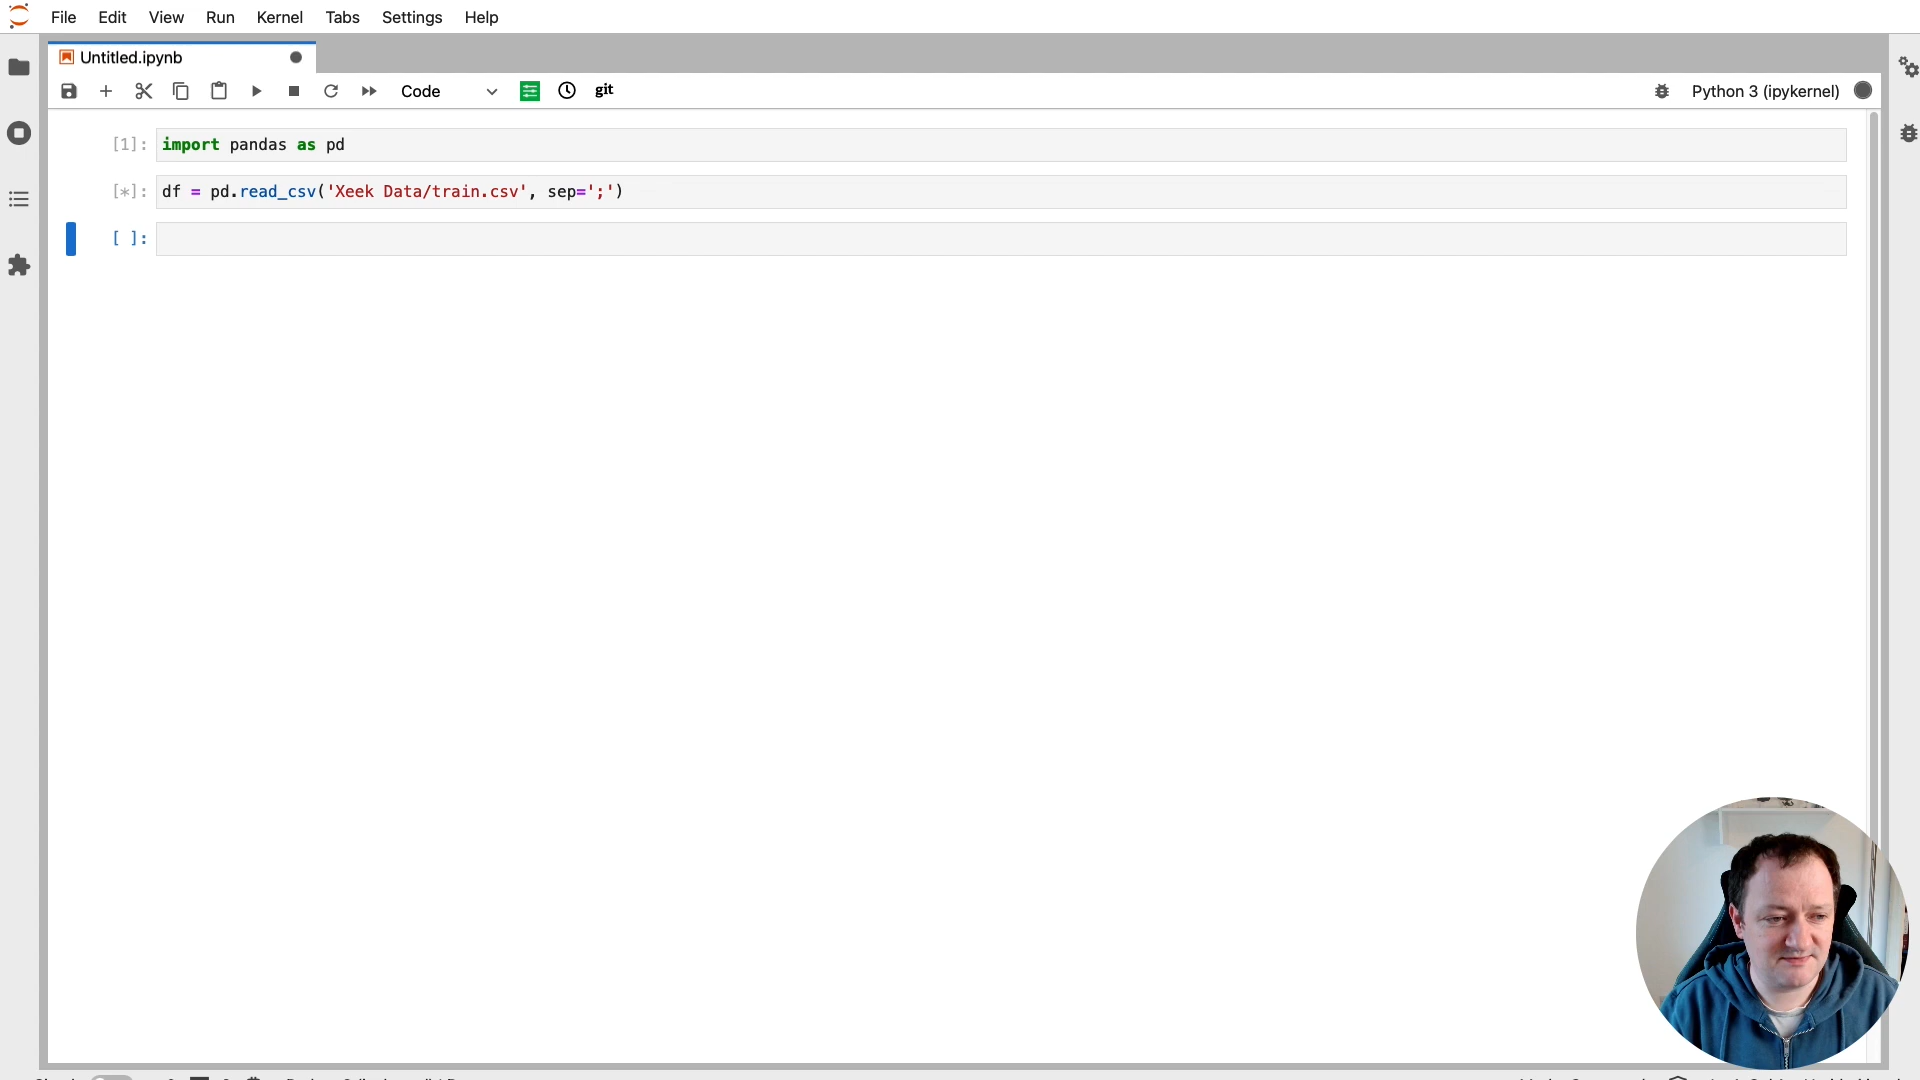 File Edit View Run Kernel Tabs Settings Help
Untitled.ipynb
Code git Python 3 (ipykernel)
[1]: import pandas as pd
[*]: df = pd.read_csv('Xeek Data/train.csv', sep=';')
[ ]: